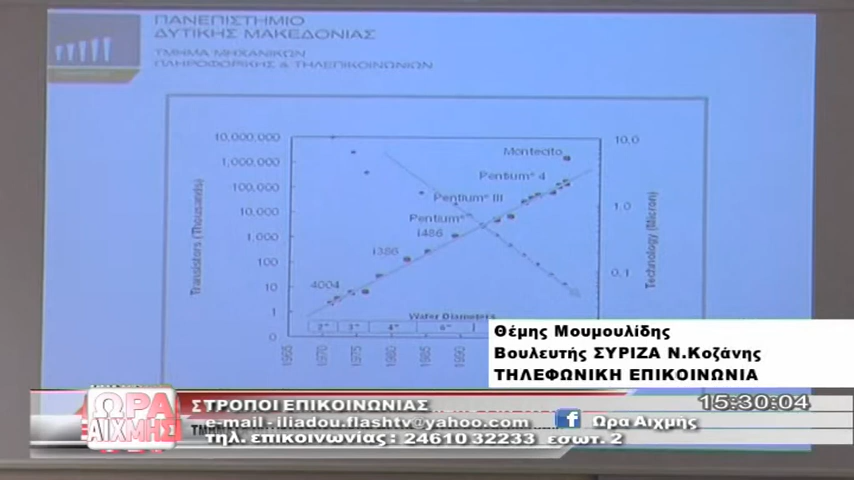 ΠΑΝΕΠΙΣΤΗΜΙΟ
ΔΥΤΙΚΗΣ ΜΑΚΕΔΟΝΙΑΣ
ΤΜΗΜΑ ΜΗΧΑΝΙΚΩΝ
ΠΛΗΡΟΦΟΡΙΚΗΣ & ΤΗΛΕΠΙΚΟΙΝΩΝΙΩΝ
10,000,000
1,000,000
100,000
10,000
1,000
100
10
1
0
Transistors (Thousands)
Montecito
Pentium® 4
Pentium® III
Pentium®
i486
i386
4004
10.0
1.0
0.1
Technology (Micron)
Wafer Diameters
2" 3" 4" 6"
1965 1970 1975 1980 1985 1990
Θέμης Μουμουλίδης
Βουλευτής ΣΥΡΙΖΑ Ν.Κοζάνης
ΤΗΛΕΦΩΝΙΚΗ ΕΠΙΚΟΙΝΩΝΙΑ
ΩΡΑ
ΑΙΧΜΗΣ
ΣΤΡΟΠΟΙ ΕΠΙΚΟΙΝΩΝΙΑΣ
15:30:04
e-mail - iliadou.flashtv@yahoo.com
f Ωρα Αιχμής
τηλ. επικοινωνίας : 24610 32233 εσωτ. 2